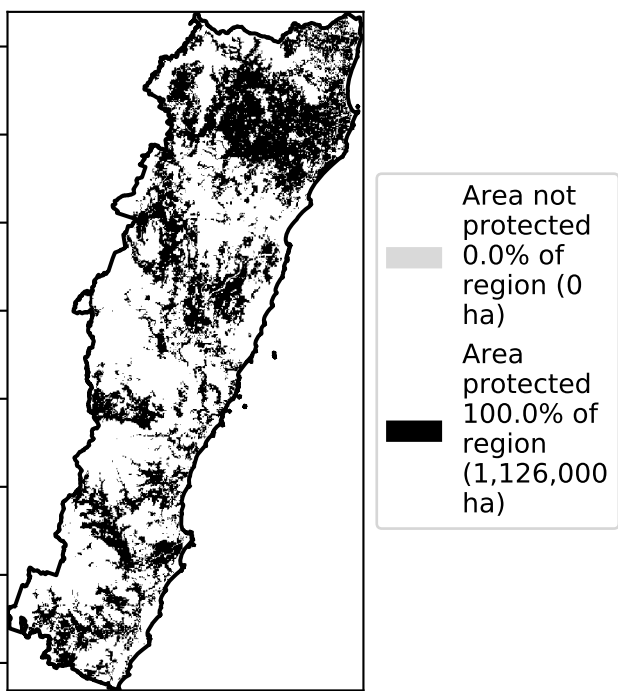 Area not
protected
0.0% of
region (0
ha)
Area
protected
100.0% of
region
(1,126,000
ha)